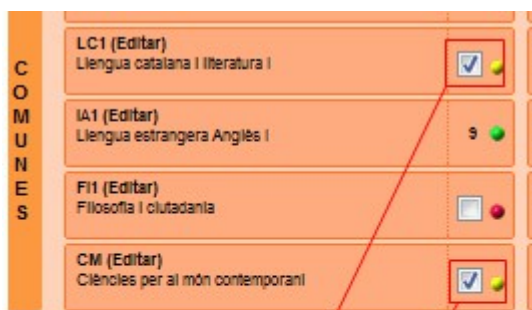 COMUNES
LC1 (Editar)
Llengua catalana i literatura I
IA1 (Editar)
Llengua estrangera Anglès I
9
FI1 (Editar)
Filosofia i ciutadania
CM (Editar)
Ciències per al món contemporani